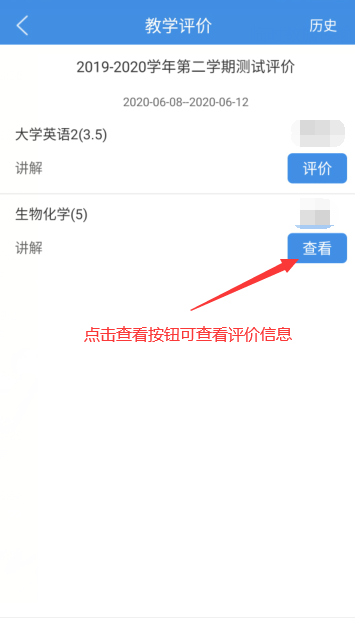 教学评价
历史
2019-2020学年第二学期测试评价
2020-06-08--2020-06-12
大学英语2(3.5)
讲解
评价
生物化学(5)
讲解
查看
点击查看按钮可查看评价信息